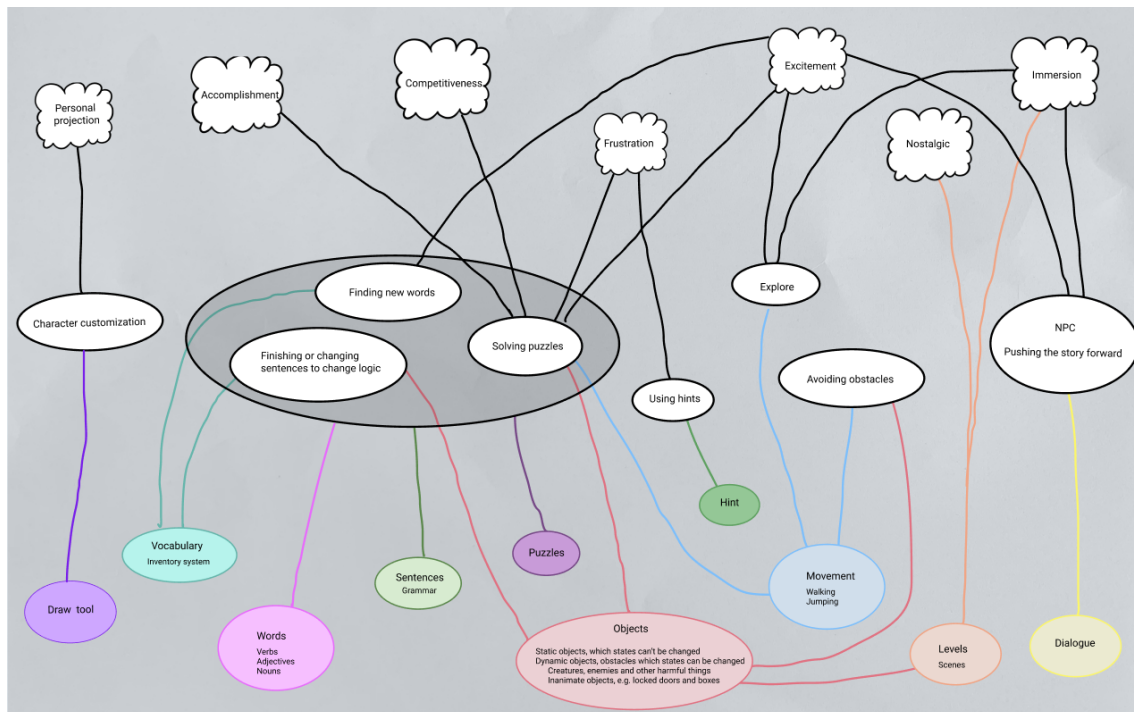 Personal
projection
Accomplishment
Competitiveness
Excitement
Immersion
Frustration
Nostalgic
Finding new words
Explore
Character customization
Solving puzzles
NPC
Pushing the story forward
Finishing or changing
sentences to change logic
Avoiding obstacles
Using hints
Hint
Vocabulary
Inventory system
Puzzles
Sentences
Grammar
Movement
Walking
Jumping
Draw tool
Words
Verbs
Adjectives
Nouns
Objects
Static objects, which states can't be changed
Dynamic objects, obstacles which states can be changed
Creatures, enemies and other harmful things
Inanimate objects, e.g. locked doors and boxes
Levels
Scenes
Dialogue